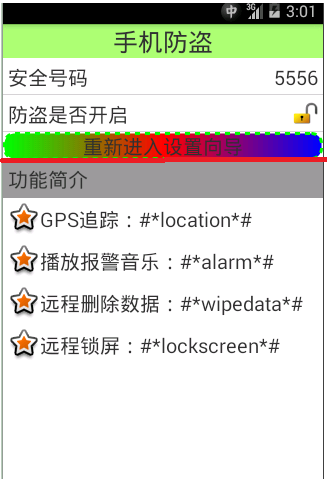 中 3G 3:01
手机防盗
安全号码 5556
防盗是否开启
重新进入设置向导
功能简介
GPS追踪：#*location*#
播放报警音乐：#*alarm*#
远程删除数据：#*wipedata*#
远程锁屏：#*lockscreen*#